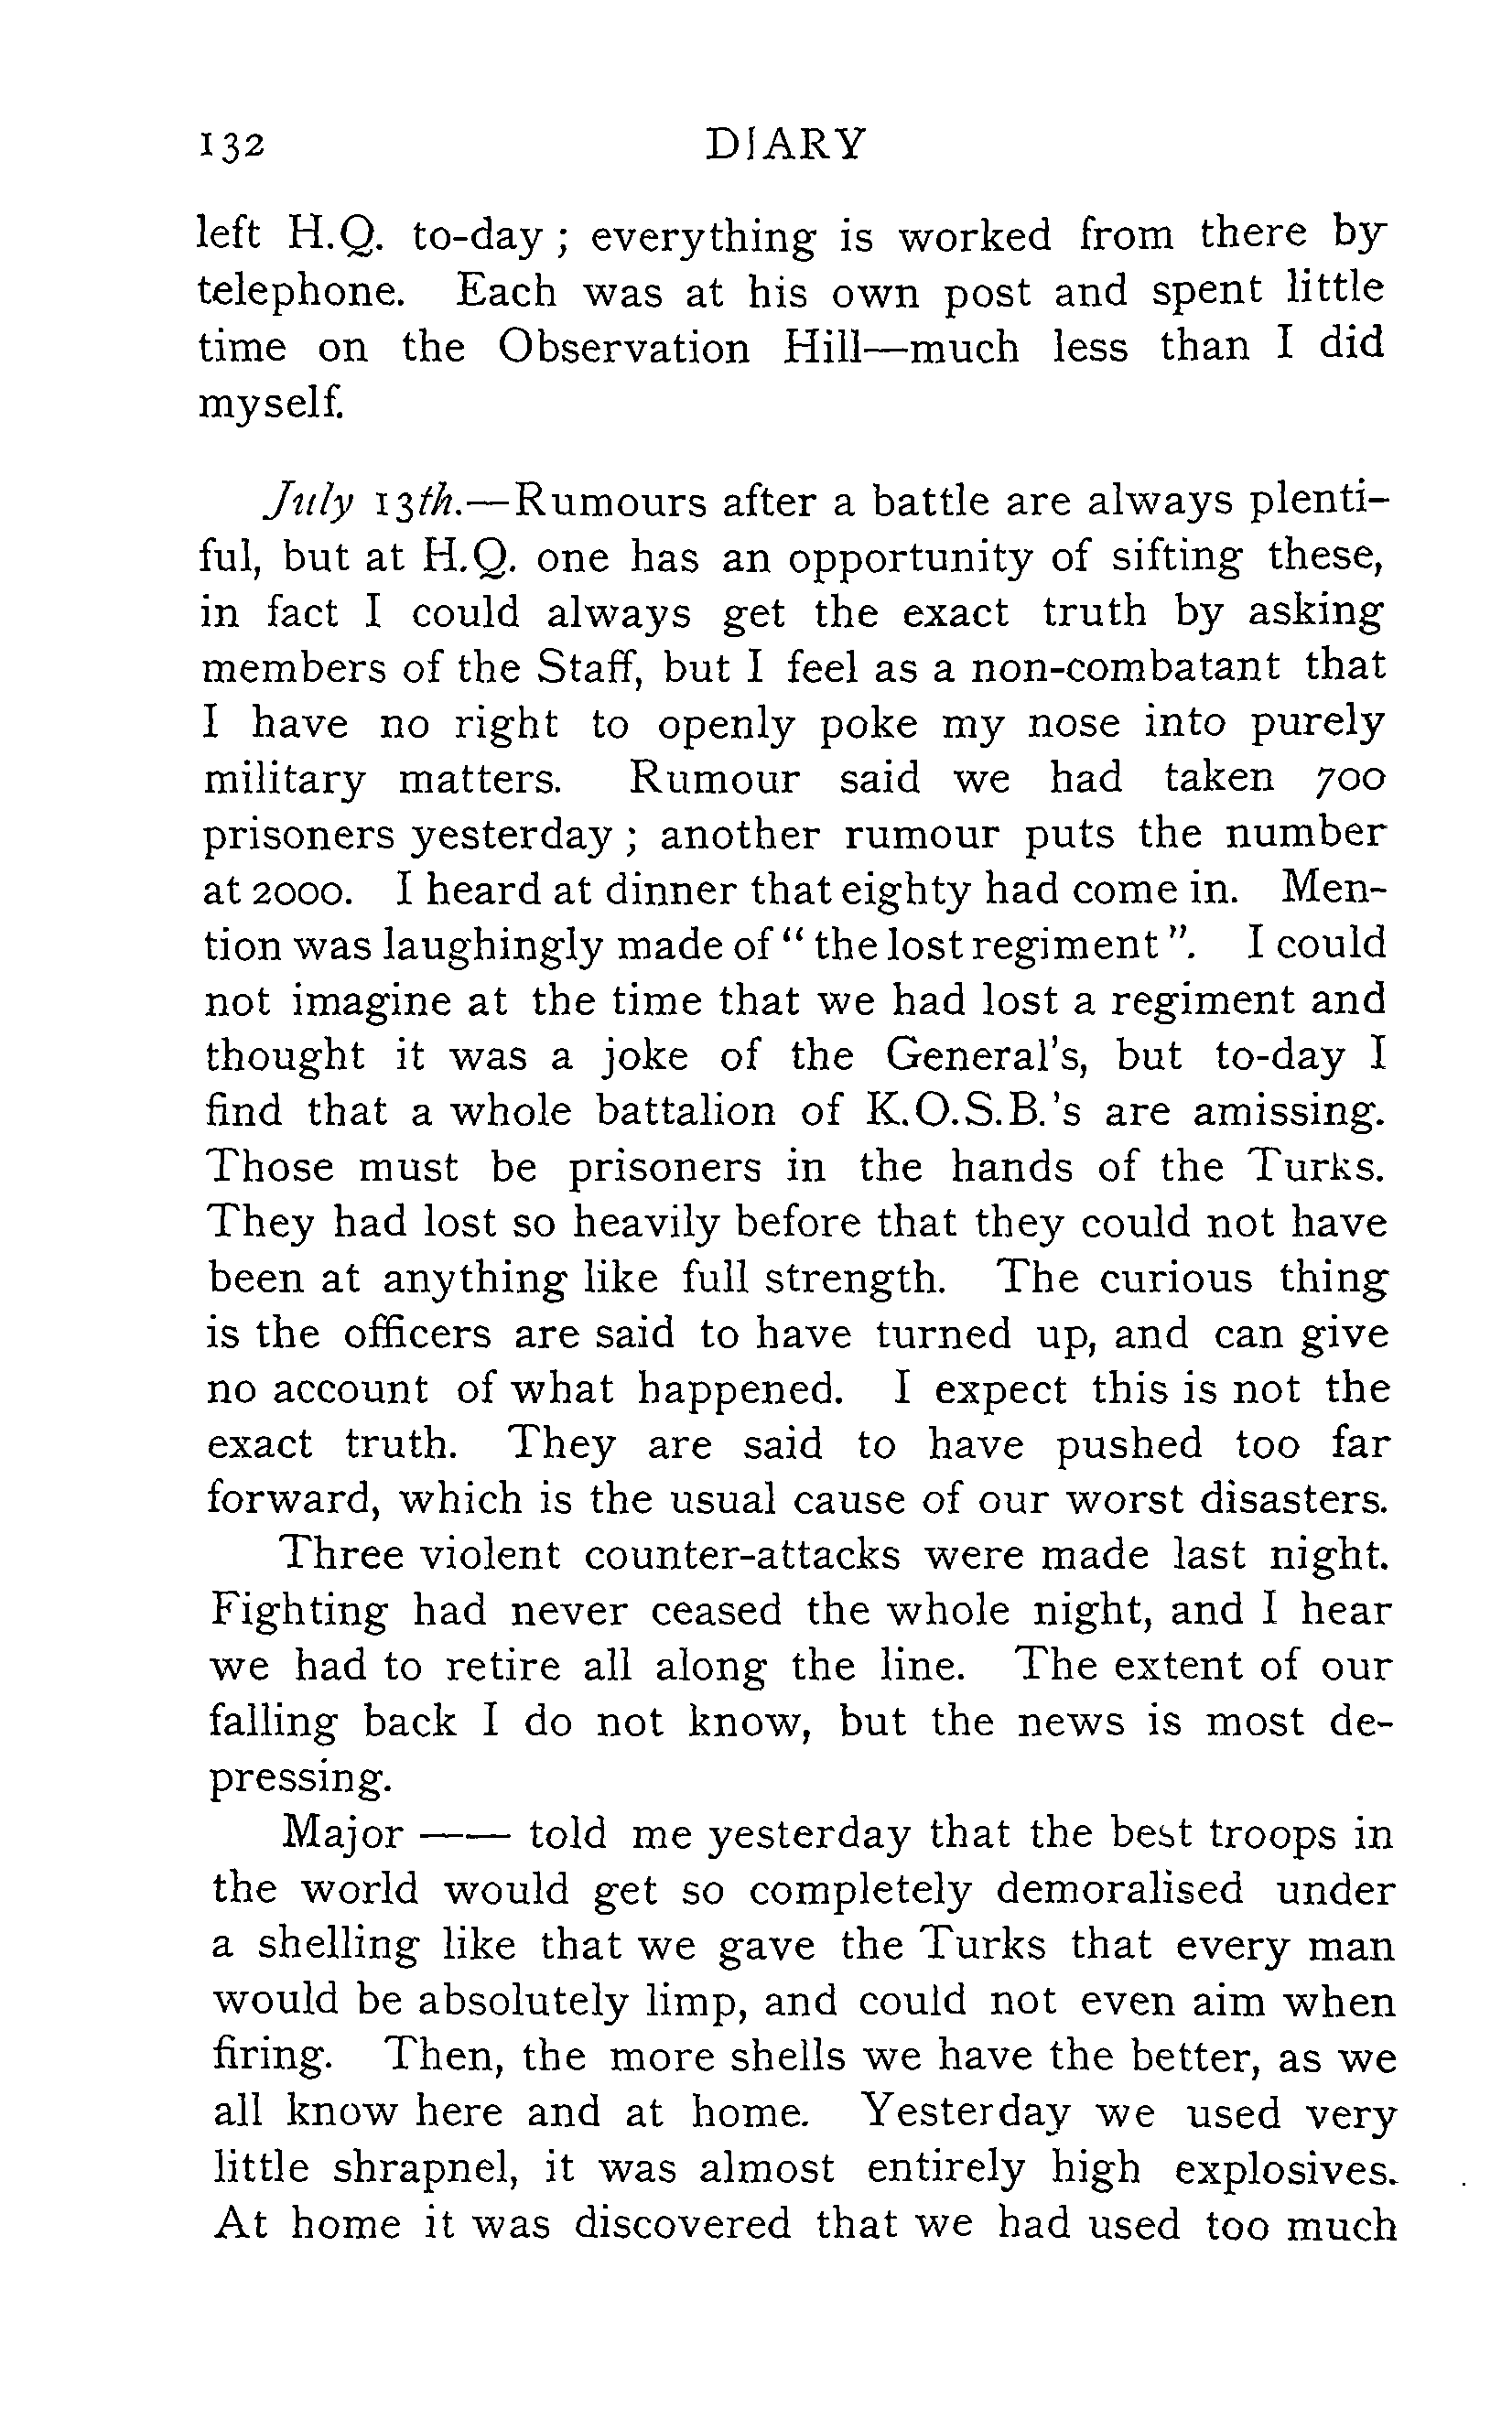 132 DIARY
left H.Q. to-day ; everything is worked from there by
telephone. Each was at his own post and spent little
time on the Observation Hill—much less than I did
myself.
July 13th.—Rumours after a battle are always plenti-
ful, but at H.Q. one has an opportunity of sifting these,
in fact I could always get the exact truth by asking
members of the Staff, but I feel as a non-combatant that
I have no right to openly poke my nose into purely
military matters. Rumour said we had taken 700
prisoners yesterday ; another rumour puts the number
at 2000. I heard at dinner that eighty had come in. Men-
tion was laughingly made of “ the lost regiment ”. I could
not imagine at the time that we had lost a regiment and
thought it was a joke of the General's, but to-day I
find that a whole battalion of K.O.S.B.'s are amissing.
Those must be prisoners in the hands of the Turks.
They had lost so heavily before that they could not have
been at anything like full strength. The curious thing
is the officers are said to have turned up, and can give
no account of what happened. I expect this is not the
exact truth. They are said to have pushed too far
forward, which is the usual cause of our worst disasters.
Three violent counter-attacks were made last night.
Fighting had never ceased the whole night, and I hear
we had to retire all along the line. The extent of our
falling back I do not know, but the news is most de-
pressing.
Major —— told me yesterday that the best troops in
the world would get so completely demoralised under
a shelling like that we gave the Turks that every man
would be absolutely limp, and could not even aim when
firing. Then, the more shells we have the better, as we
all know here and at home. Yesterday we used very
little shrapnel, it was almost entirely high explosives.
At home it was discovered that we had used too much